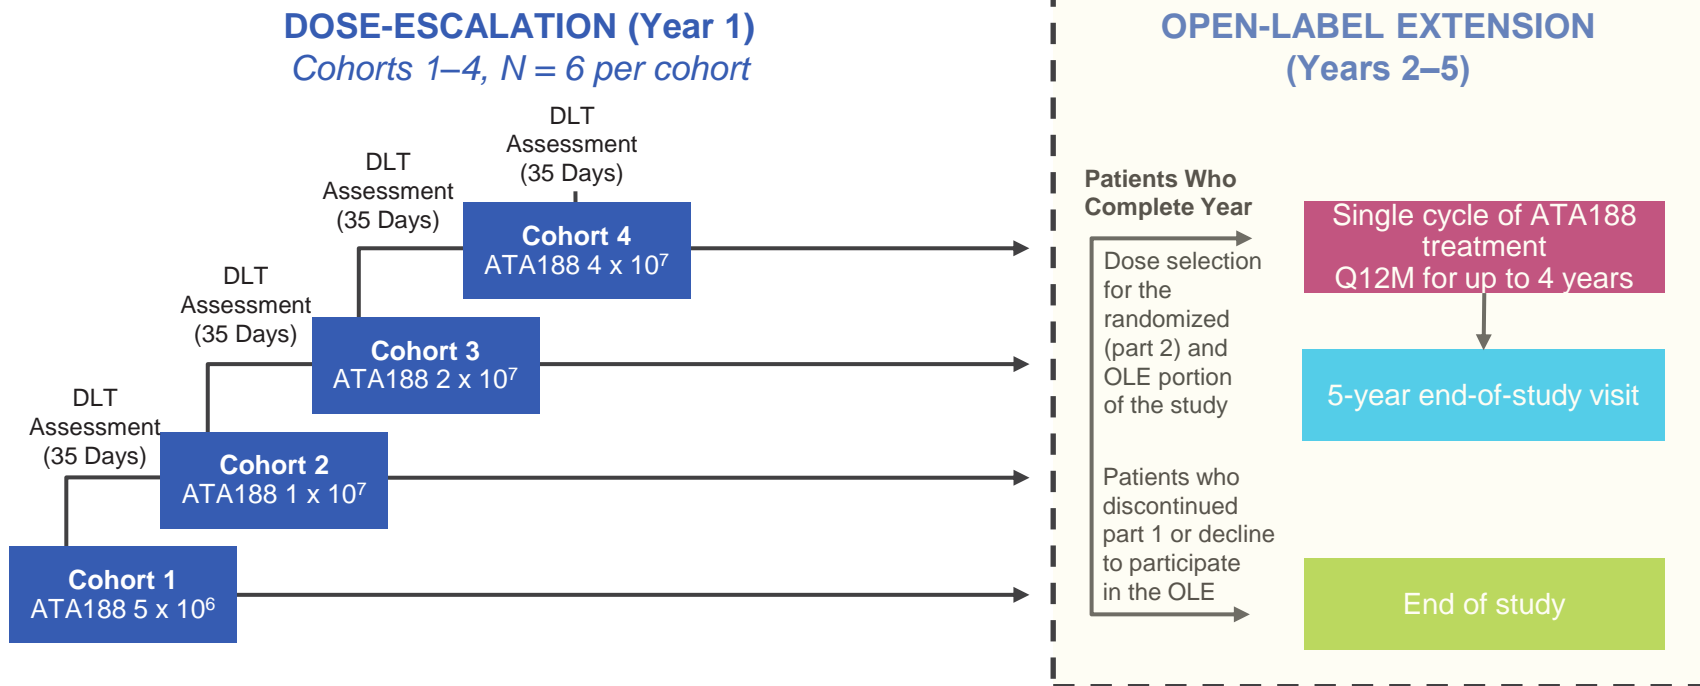 DOSE-ESCALATION (Year 1)
Cohorts 1–4, N = 6 per cohort
DLT
Assessment
(35 Days)
Cohort 4
ATA188 4 x 10⁷
DLT
Assessment
(35 Days)
Cohort 3
ATA188 2 x 10⁷
DLT
Assessment
(35 Days)
Cohort 2
ATA188 1 x 10⁷
DLT
Assessment
(35 Days)
Cohort 1
ATA188 5 x 10⁶
OPEN-LABEL EXTENSION
(Years 2–5)
Patients Who
Complete Year
Dose selection
for the
randomized
(part 2) and
OLE portion
of the study
Patients who
discontinued
part 1 or decline
to participate
in the OLE
Single cycle of ATA188
treatment
Q12M for up to 4 years
5-year end-of-study visit
End of study